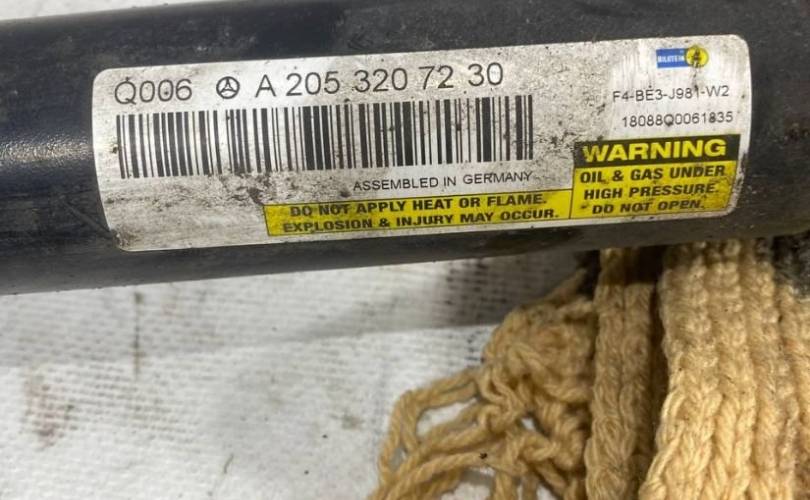 BILSTEIN
Q006 A 205 320 72 30
F4-BE3-J981-W2
18088Q0061835
ASSEMBLED IN GERMANY
WARNING
OIL & GAS UNDER
HIGH PRESSURE.
DO NOT OPEN.
DO NOT APPLY HEAT OR FLAME.
EXPLOSION & INJURY MAY OCCUR.